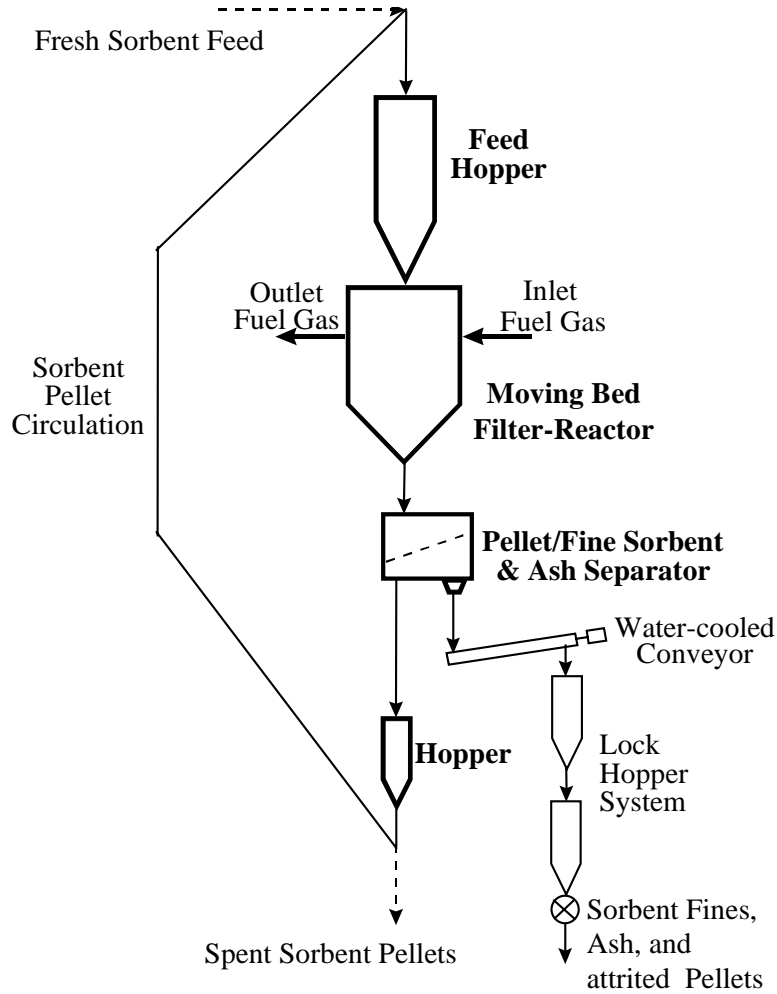 Fresh Sorbent Feed
Feed
Hopper
Outlet
Fuel Gas
Inlet
Fuel Gas
Sorbent
Pellet
Circulation
Moving Bed
Filter-Reactor
Pellet/Fine Sorbent
& Ash Separator
Water-cooled
Conveyor
Hopper
Lock
Hopper
System
Sorbent Fines,
Ash, and
attrited Pellets
Spent Sorbent Pellets